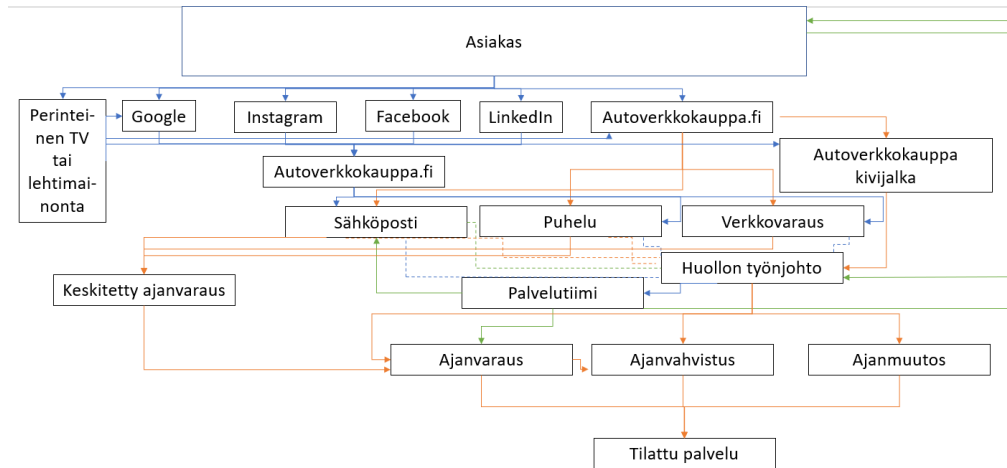 Asiakas
Perintei-
nen TV
tai
lehtimai-
nonta
Google
Instagram
Facebook
LinkedIn
Autoverkkokauppa.fi
Autoverkkokauppa
kivijalka
Autoverkkokauppa.fi
Sähköposti
Puhelu
Verkkovaraus
Huollon työnjohto
Keskitetty ajanvaraus
Palvelutiimi
Ajanvaraus
Ajanvahvistus
Ajanmuutos
Tilattu palvelu